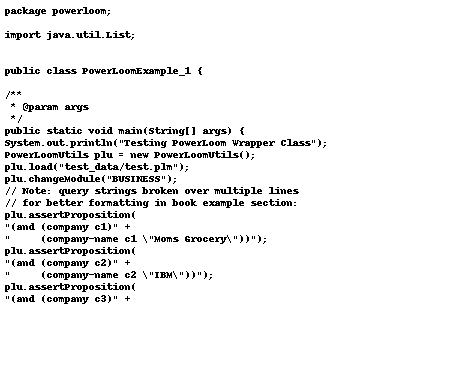 package powerloom;
import java.util.List;
public class PowerLoomExample_1 {
/**
* @param args
*/
public static void main(String[] args) {
System.out.println("Testing PowerLoom Wrapper Class");
PowerLoomUtils plu = new PowerLoomUtils();
plu.load("test_data/test.plm");
plu.changeModule("BUSINESS");
// Note: query strings broken over multiple lines
// for better formatting in book example section:
plu.assertProposition(
"(and (company c1)" +
" (company-name c1 \"Moms Grocery\"))");
plu.assertProposition(
"(and (company c2)" +
" (company-name c2 \"IBM\"))");
plu.assertProposition(
"(and (company c3)" +